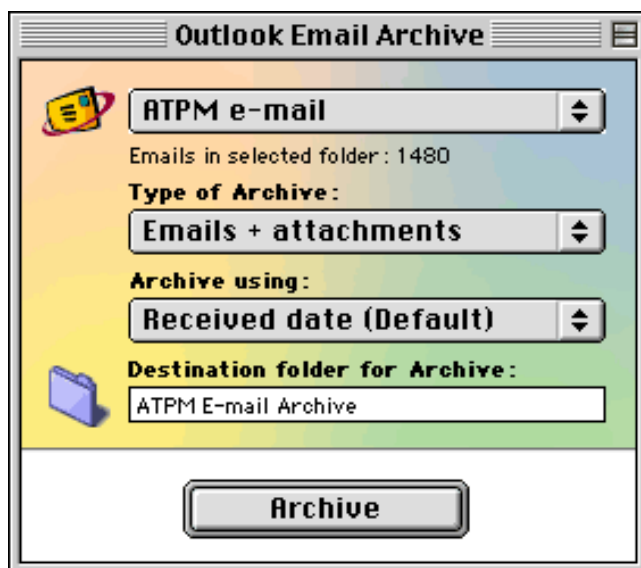 Outlook Email Archive
ATPM e-mail
Emails in selected folder: 1480
Type of Archive:
Emails + attachments
Archive using:
Received date (Default)
Destination folder for Archive:
ATPM E-mail Archive
Archive